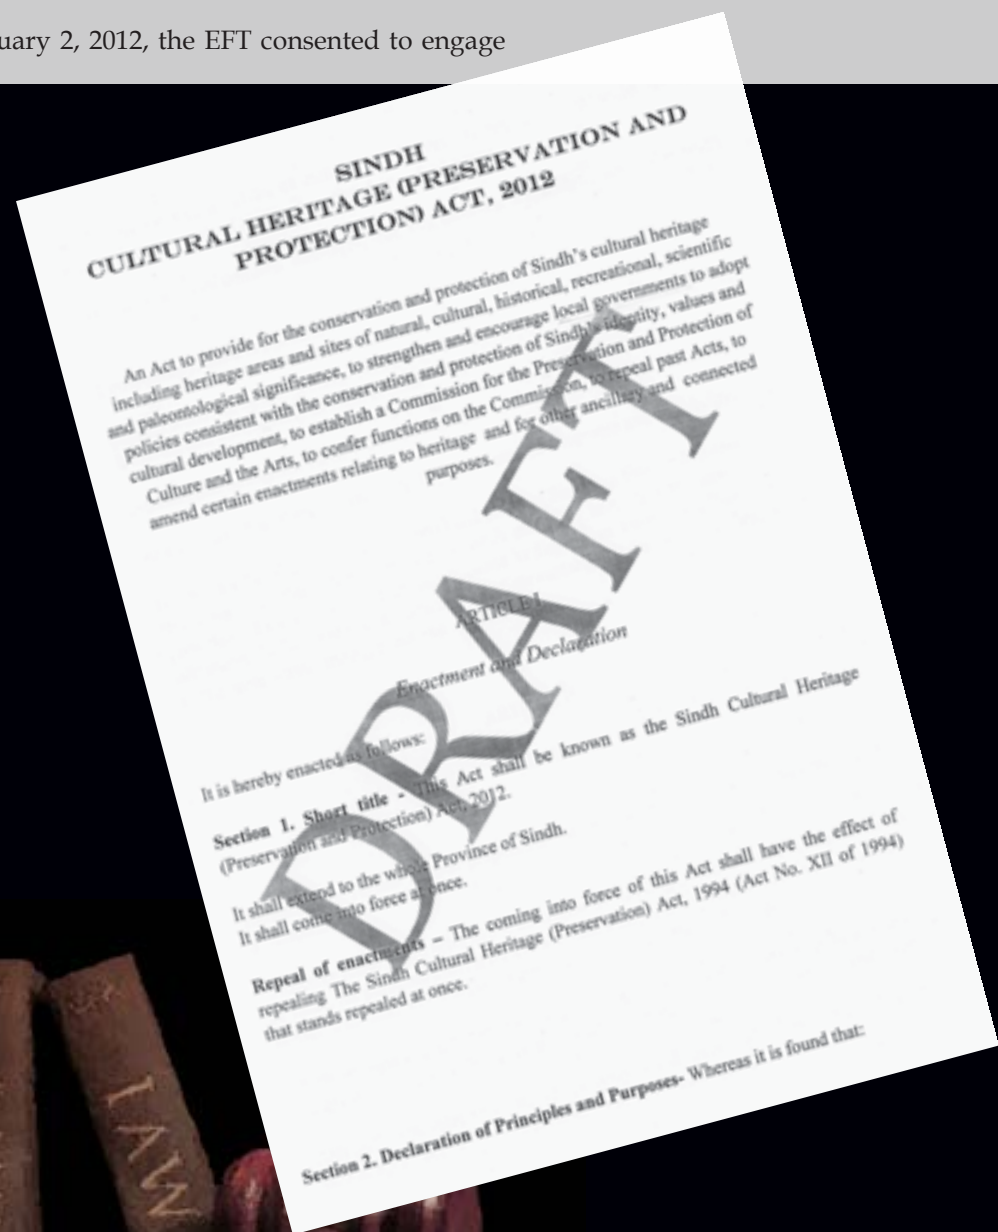 uary 2, 2012, the EFT consented to engage
SINDH
CULTURAL HERITAGE (PRESERVATION AND
PROTECTION) ACT, 2012
An Act to provide for the conservation and protection of Sindh's cultural heritage
including heritage areas and sites of natural, cultural, historical, recreational, scientific
and paleontological significance, to strengthen and encourage local governments to adopt
policies consistent with the conservation and protection of Sindh's identity, values and
cultural development, to establish a Commission for the Preservation and Protection of
Culture and the Arts, to confer functions on the Commission, to repeal past Acts, to
amend certain enactments relating to heritage and for other ancillary and connected
purposes.
DRAFT
ARTICLE I
Enactment and Declaration
It is hereby enacted as follows:
Section 1. Short title - This Act shall be known as the Sindh Cultural Heritage
(Preservation and Protection) Act, 2012.
It shall extend to the whole Province of Sindh.
It shall come into force at once.
Repeal of enactments – The coming into force of this Act shall have the effect of
repealing The Sindh Cultural Heritage (Preservation) Act, 1994 (Act No. XII of 1994)
that stands repealed at once.
Section 2. Declaration of Principles and Purposes- Whereas it is found that:
LAW